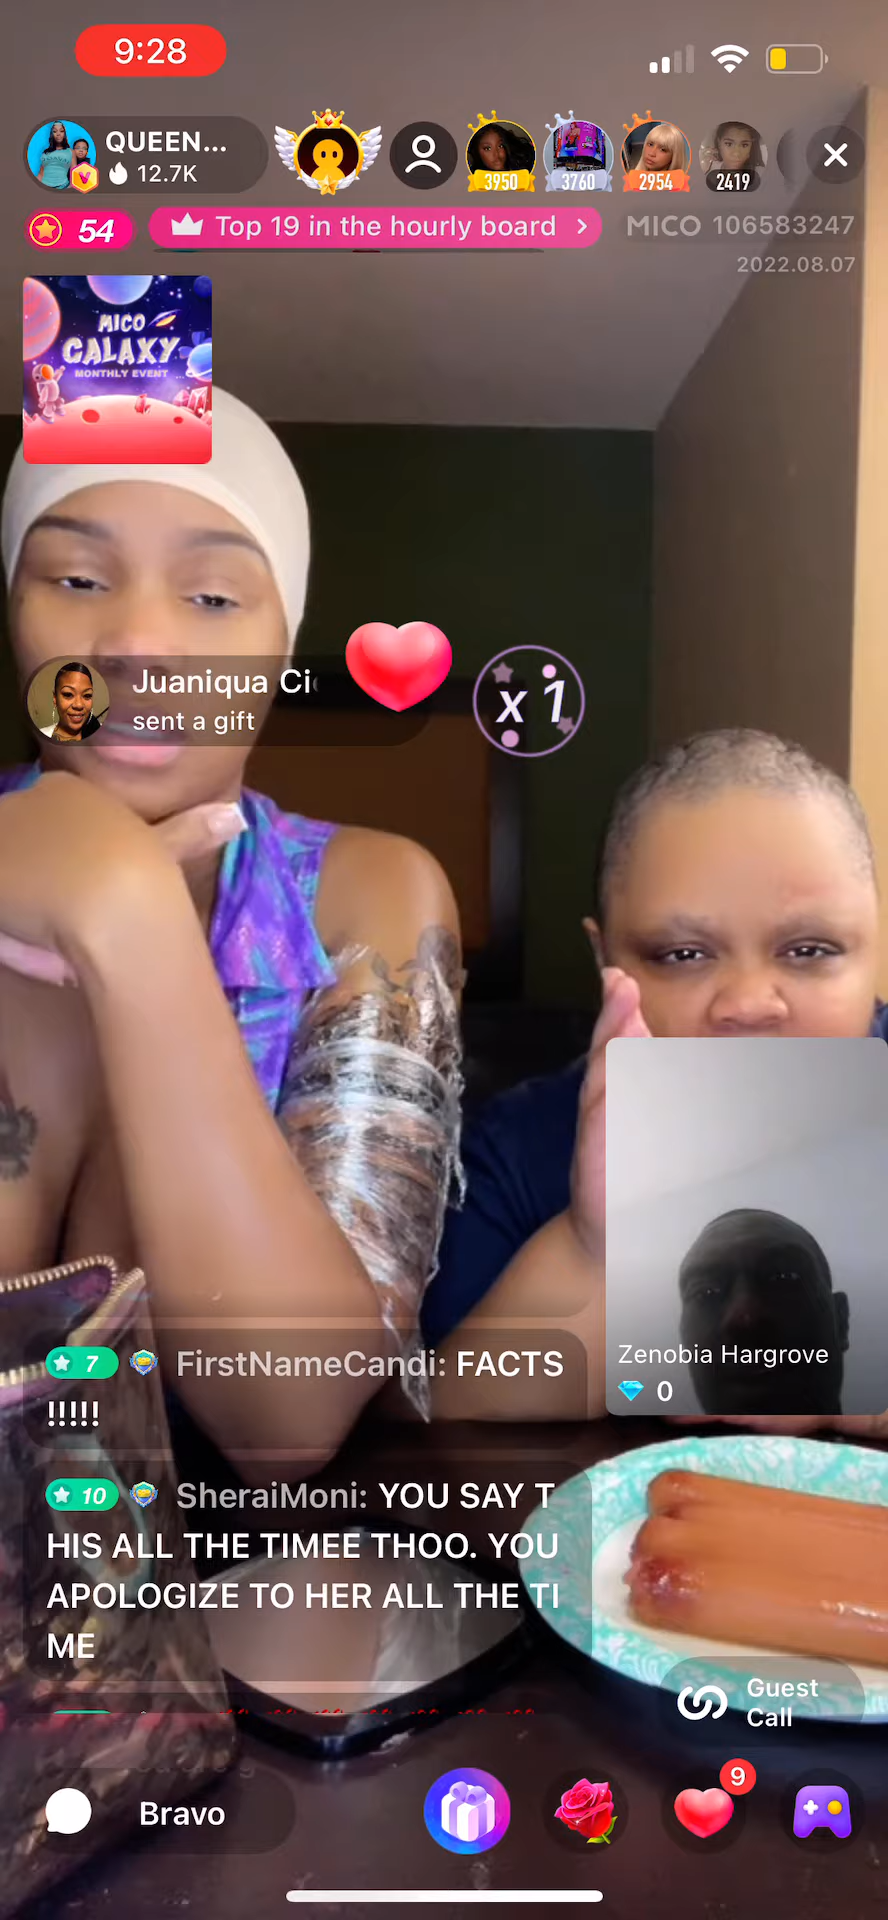 9:28
QUEEN...
12.7K
3950
3760
2954
2419
54
Top 19 in the hourly board
MICO 106583247
2022.08.07
MICO
GALAXY
MONTHLY EVENT
Juaniqua Ci
sent a gift
x 1
7 FirstNameCandi: FACTS
!!!!!
Zenobia Hargrove
0
10 SheraiMoni: YOU SAY T
HIS ALL THE TIMEE THOO. YOU
APOLOGIZE TO HER ALL THE TI
ME
Guest
Call
Bravo
9